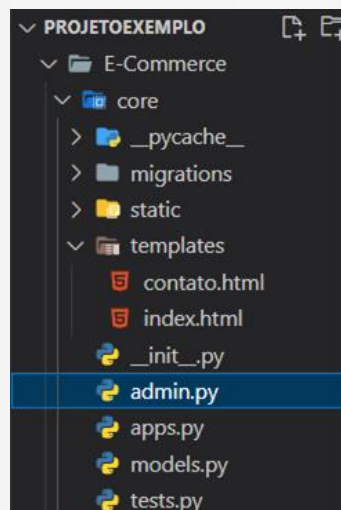 PROJETOEXEMPLO
E-Commerce
core
__pycache__
migrations
static
templates
contato.html
index.html
__init__.py
admin.py
apps.py
models.py
tests.py